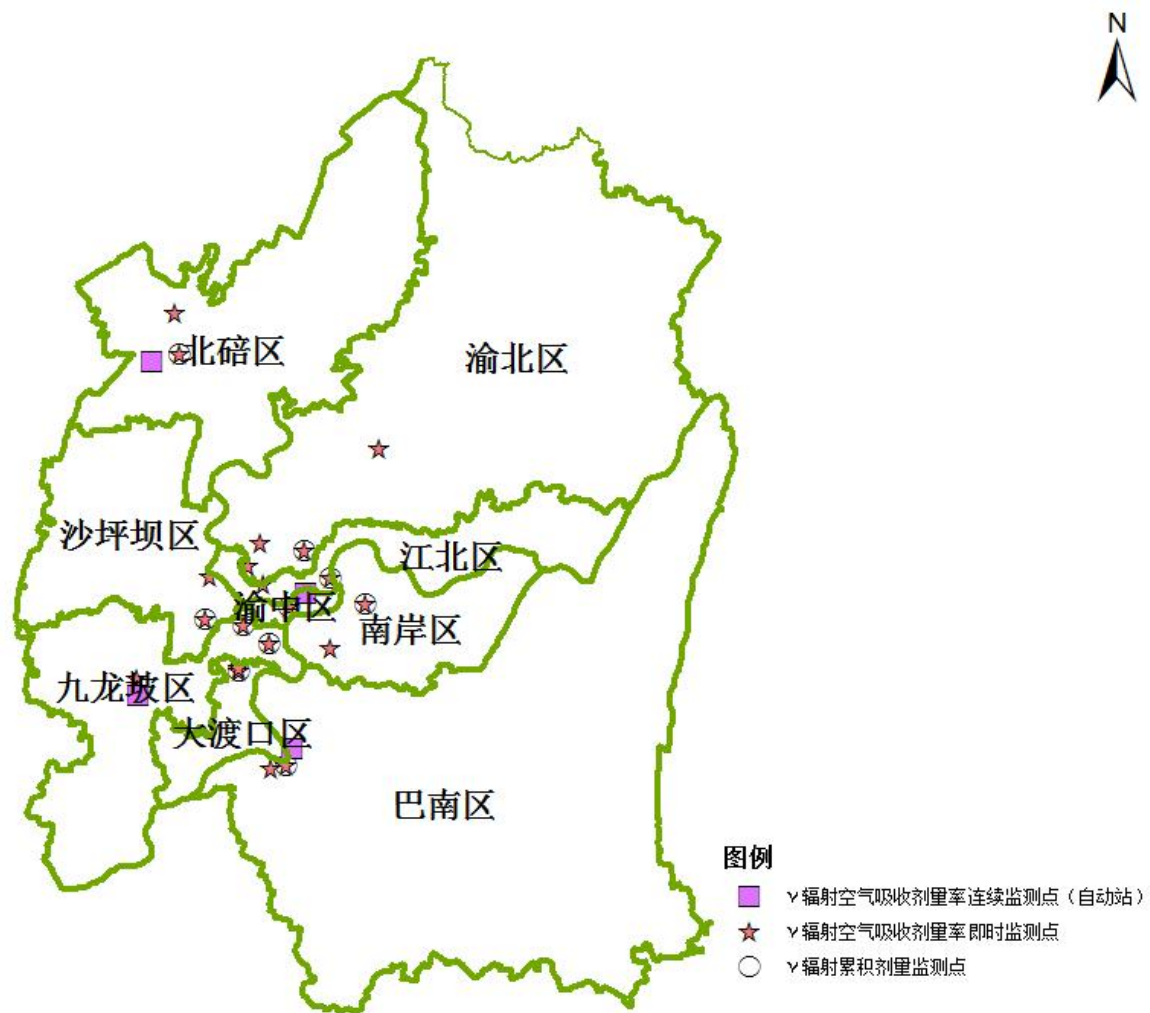 N
北碚区
渝北区
沙坪坝区
江北区
渝中区
南岸区
九龙坡区
大渡口区
巴南区
图例
γ辐射空气吸收剂量率连续监测点（自动站）
γ辐射空气吸收剂量率即时监测点
γ辐射累积剂量监测点